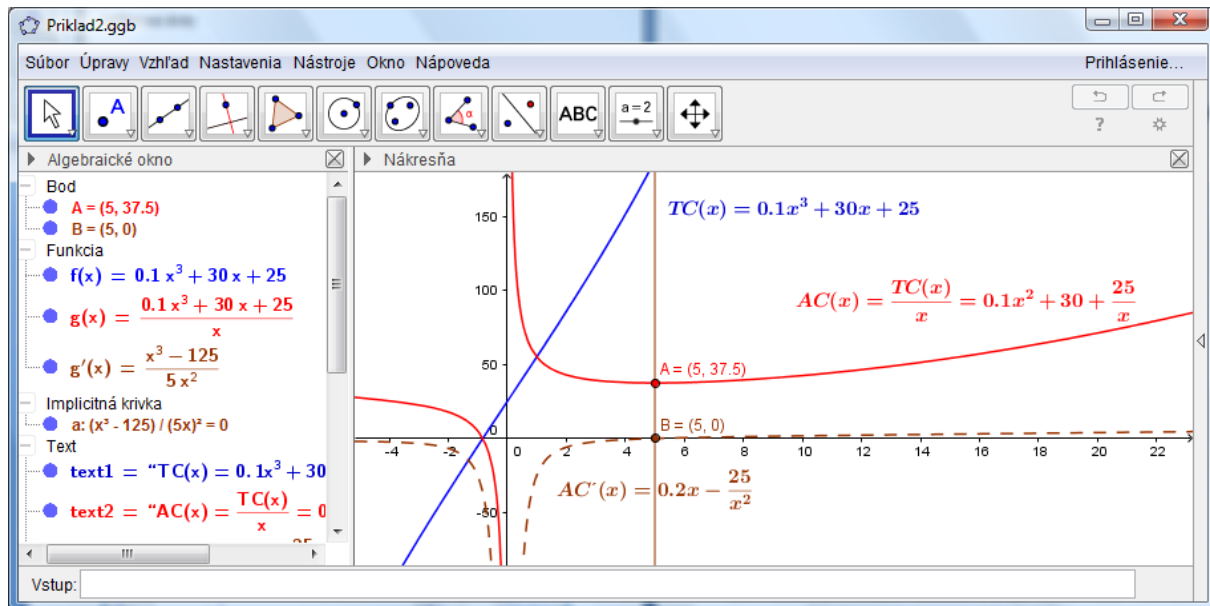 Priklad2.ggb
Súbor Úpravy Vzhľad Nastavenia Nástroje Okno Nápoveda Prihlásenie...
A α ABC a=2 ?
Algebraické okno
Bod
A = (5, 37.5)
B = (5, 0)
Funkcia
f(x) = 0.1 x³ + 30 x + 25
g(x) = (0.1 x³ + 30 x + 25) / x
g'(x) = (x³ − 125) / (5 x²)
Implicitná krivka
a: (x³ - 125) / (5x)² = 0
Text
text1 = “TC(x) = 0.1x³ + 30
text2 = “AC(x) = TC(x) / x = 0
Nákresňa
TC(x) = 0.1x³ + 30x + 25
AC(x) = TC(x) / x = 0.1x² + 30 + 25 / x
A = (5, 37.5)
B = (5, 0)
AC´(x) = 0.2x − 25 / x²
150
100
50
0
-50
-4 -2 0 2 4 6 8 10 12 14 16 18 20 22
Vstup: